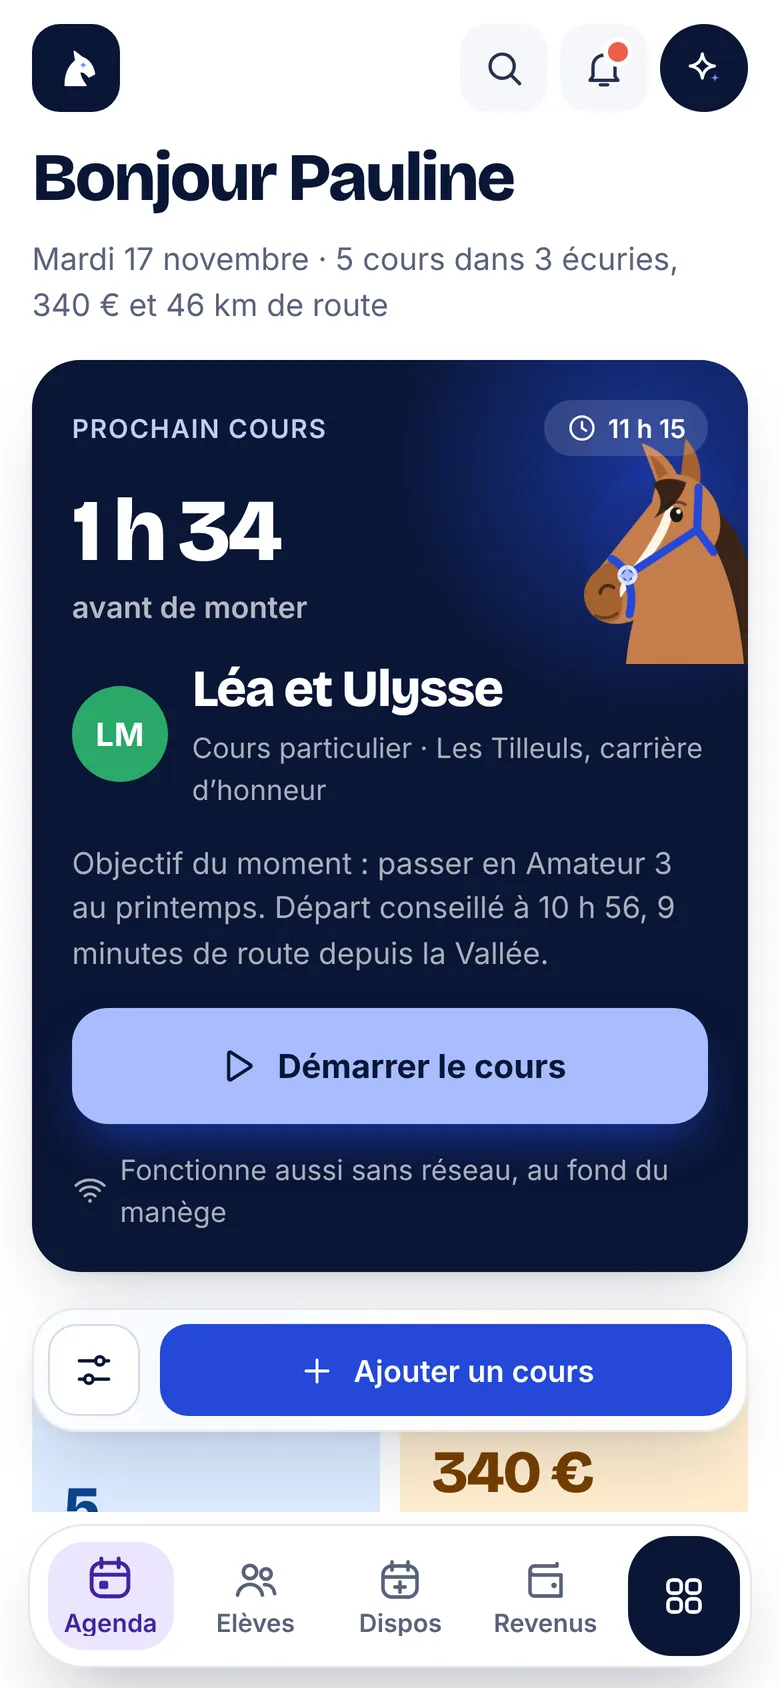 Bonjour Pauline
Mardi 17 novembre · 5 cours dans 3 écuries,
340 € et 46 km de route
PROCHAIN COURS
11 h 15
1 h 34
avant de monter
LM
Léa et Ulysse
Cours particulier · Les Tilleuls, carrière
d’honneur
Objectif du moment : passer en Amateur 3
au printemps. Départ conseillé à 10 h 56, 9
minutes de route depuis la Vallée.
Démarrer le cours
Fonctionne aussi sans réseau, au fond du
manège
Ajouter un cours
5
340 €
Agenda
Elèves
Dispos
Revenus